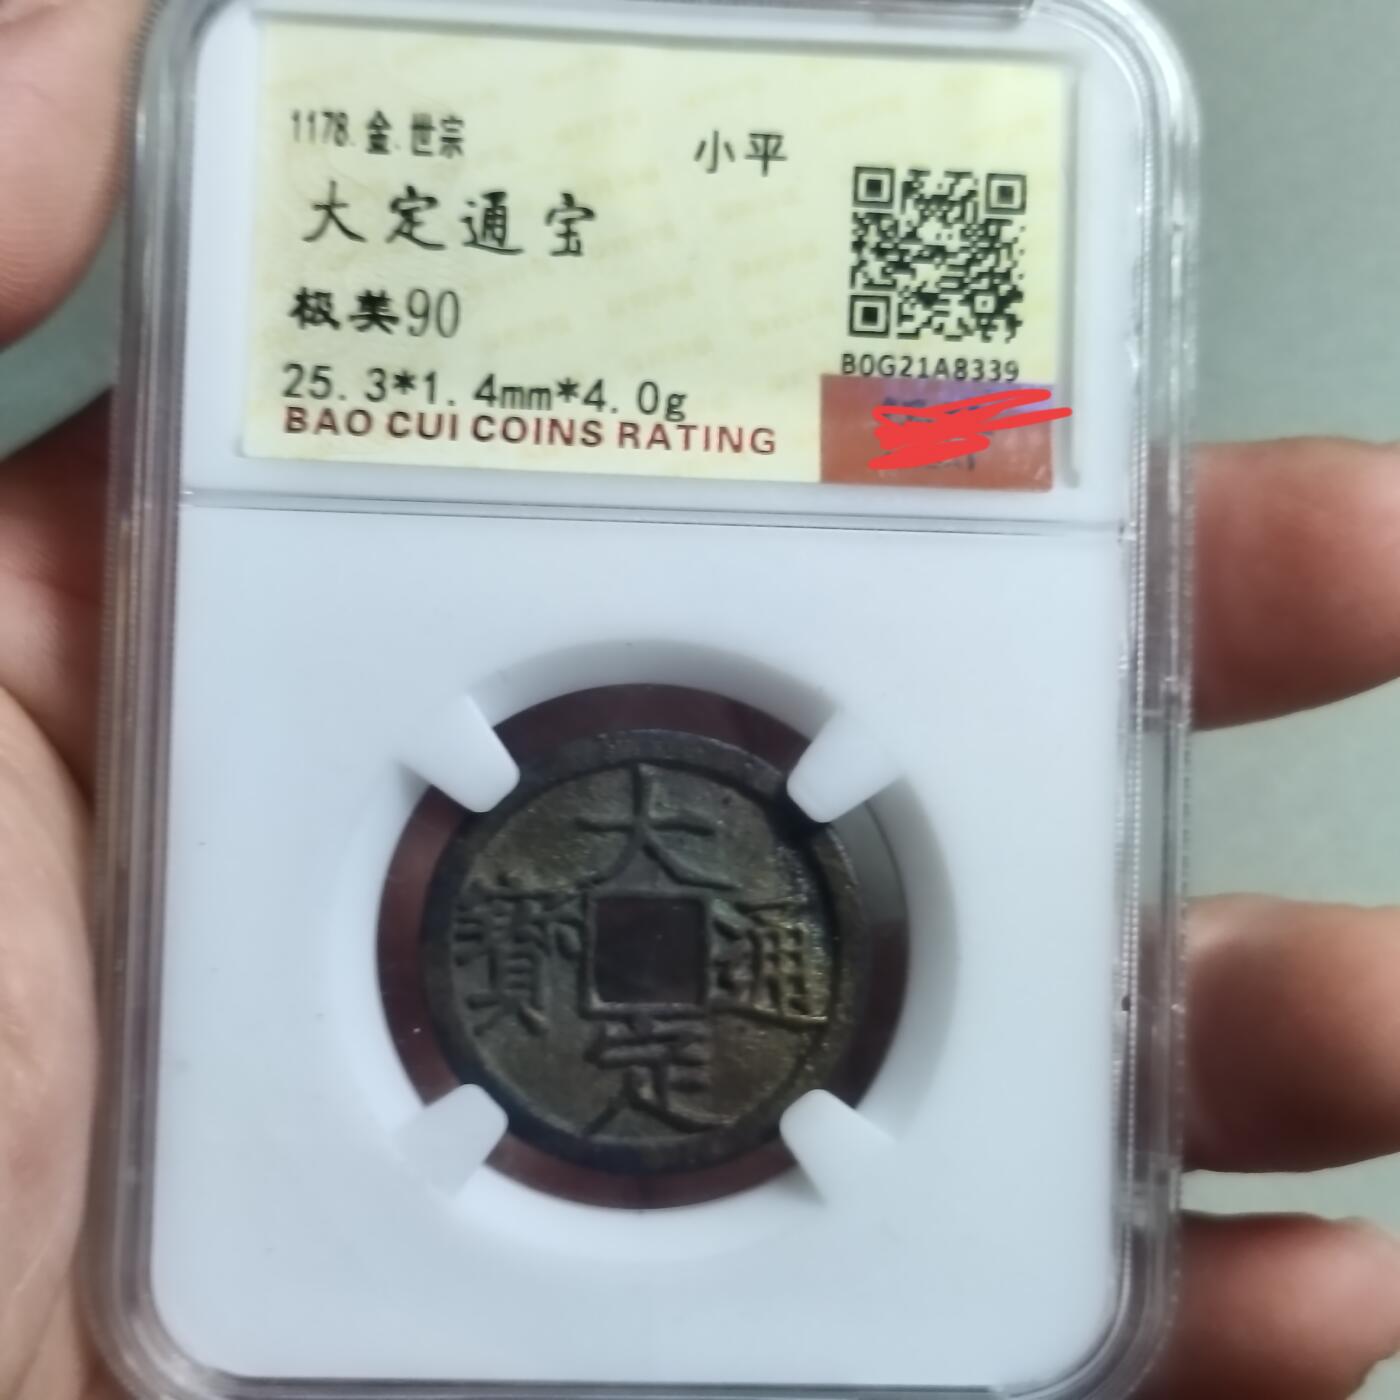 1178.金.世宗
小平
大定通宝
极美90
25.3*1.4mm*4.0g
BAO CUI COINS RATING
B0G21A8339
大定通寶